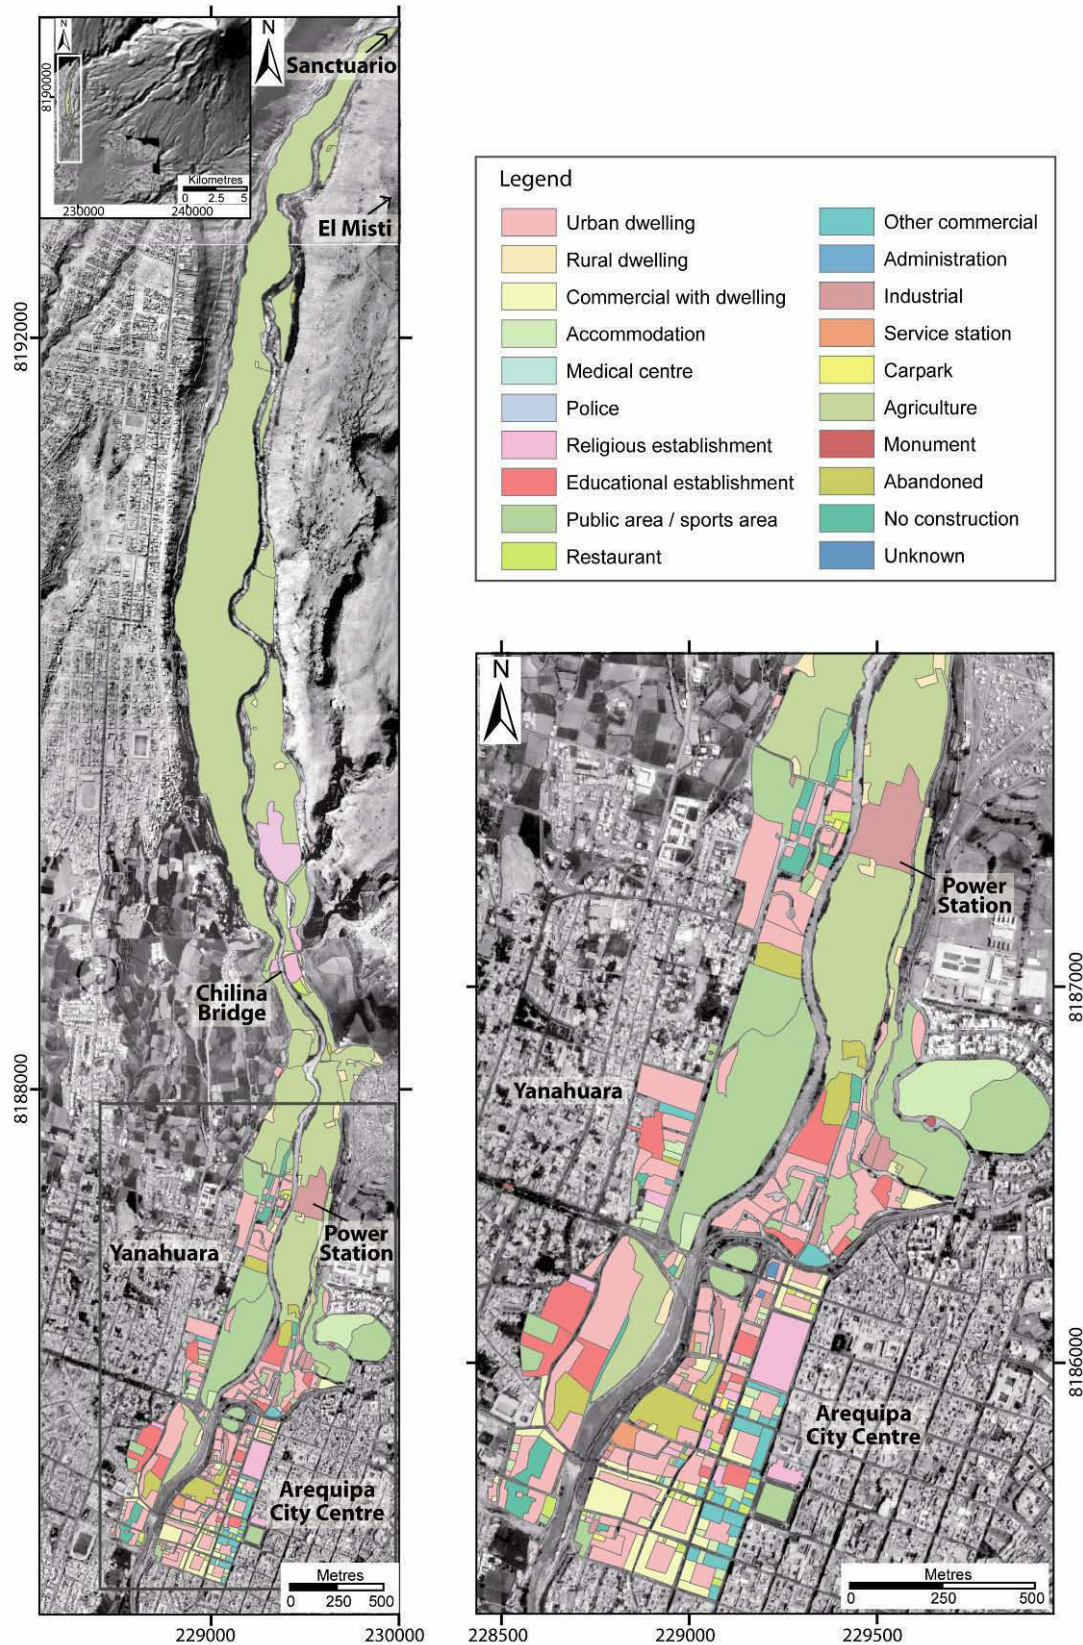 N
8190000
Kilometres
0 2.5 5
230000 240000
N
Sanctuario
El Misti
8192000
Chilina
Bridge
8188000
Yanahuara
Power
Station
Arequipa
City Centre
Metres
0 250 500
229000 230000
Legend
Urban dwelling
Rural dwelling
Commercial with dwelling
Accommodation
Medical centre
Police
Religious establishment
Educational establishment
Public area / sports area
Restaurant
Other commercial
Administration
Industrial
Service station
Carpark
Agriculture
Monument
Abandoned
No construction
Unknown
N
Power
Station
8187000
Yanahuara
8186000
Arequipa
City Centre
Metres
0 250 500
228500 229000 229500